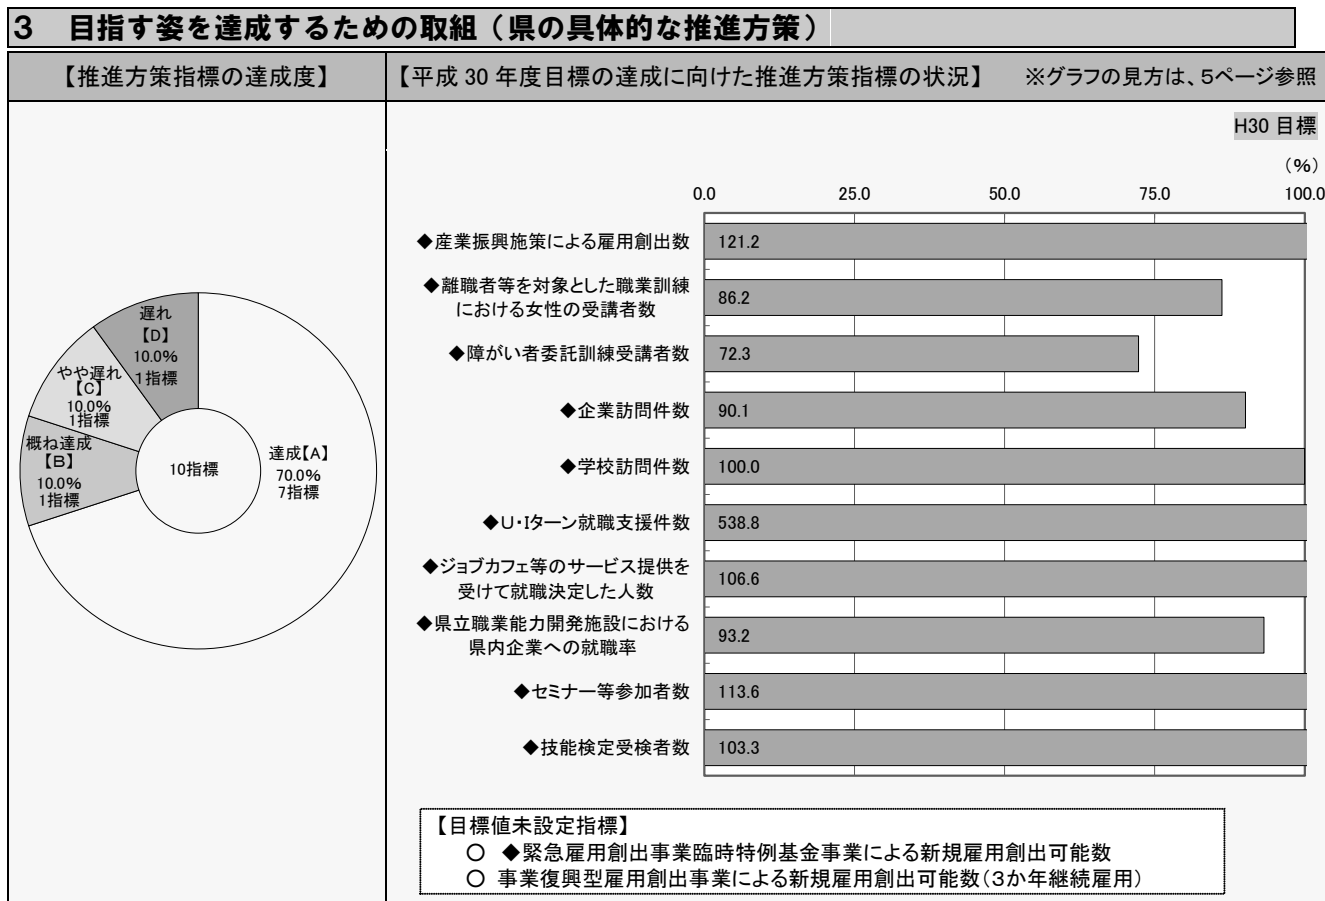 3 目指す姿を達成するための取組（県の具体的な推進方策）
【推進方策指標の達成度】
【平成 30 年度目標の達成に向けた推進方策指標の状況】 ※グラフの見方は、5ページ参照
遅れ
【D】
10.0%
1指標
やや遅れ
【C】
10.0%
1指標
概ね達成
【B】
10.0%
1指標
10指標
達成【A】
70.0%
7指標
H30 目標
（%）
0.0 25.0 50.0 75.0 100.0
◆産業振興施策による雇用創出数 121.2
◆離職者等を対象とした職業訓練
における女性の受講者数 86.2
◆障がい者委託訓練受講者数 72.3
◆企業訪問件数 90.1
◆学校訪問件数 100.0
◆U・Iターン就職支援件数 538.8
◆ジョブカフェ等のサービス提供を
受けて就職決定した人数 106.6
◆県立職業能力開発施設における
県内企業への就職率 93.2
◆セミナー等参加者数 113.6
◆技能検定受検者数 103.3
【目標値未設定指標】
○ ◆緊急雇用創出事業臨時特例基金事業による新規雇用創出可能数
○ 事業復興型雇用創出事業による新規雇用創出可能数（3か年継続雇用）